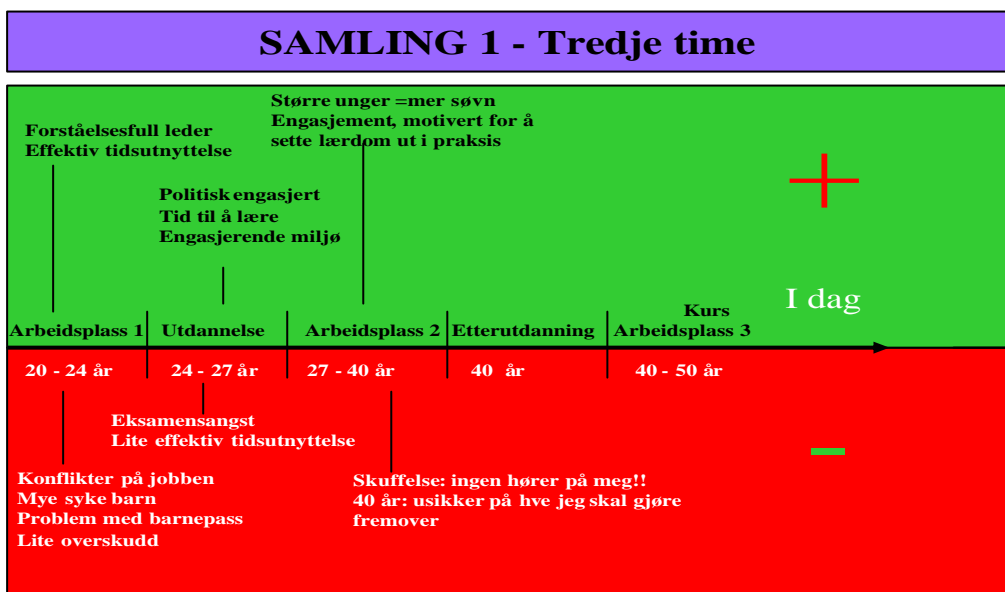 SAMLING 1 - Tredje time
Større unger =mer søvn
Engasjement, motivert for å
sette lærdom ut i praksis
Forståelsesfull leder
Effektiv tidsutnyttelse
Politisk engasjert
Tid til å lære
Engasjerende miljø
I dag
Arbeidsplass 1
Utdannelse
Arbeidsplass 2
Etterutdanning
Kurs
Arbeidsplass 3
20 - 24 år
24 - 27 år
27 - 40 år
40 år
40 - 50 år
Eksamensangst
Lite effektiv tidsutnyttelse
Konflikter på jobben
Mye syke barn
Problem med barnepass
Lite overskudd
Skuffelse: ingen hører på meg!!
40 år: usikker på hve jeg skal gjøre
fremover